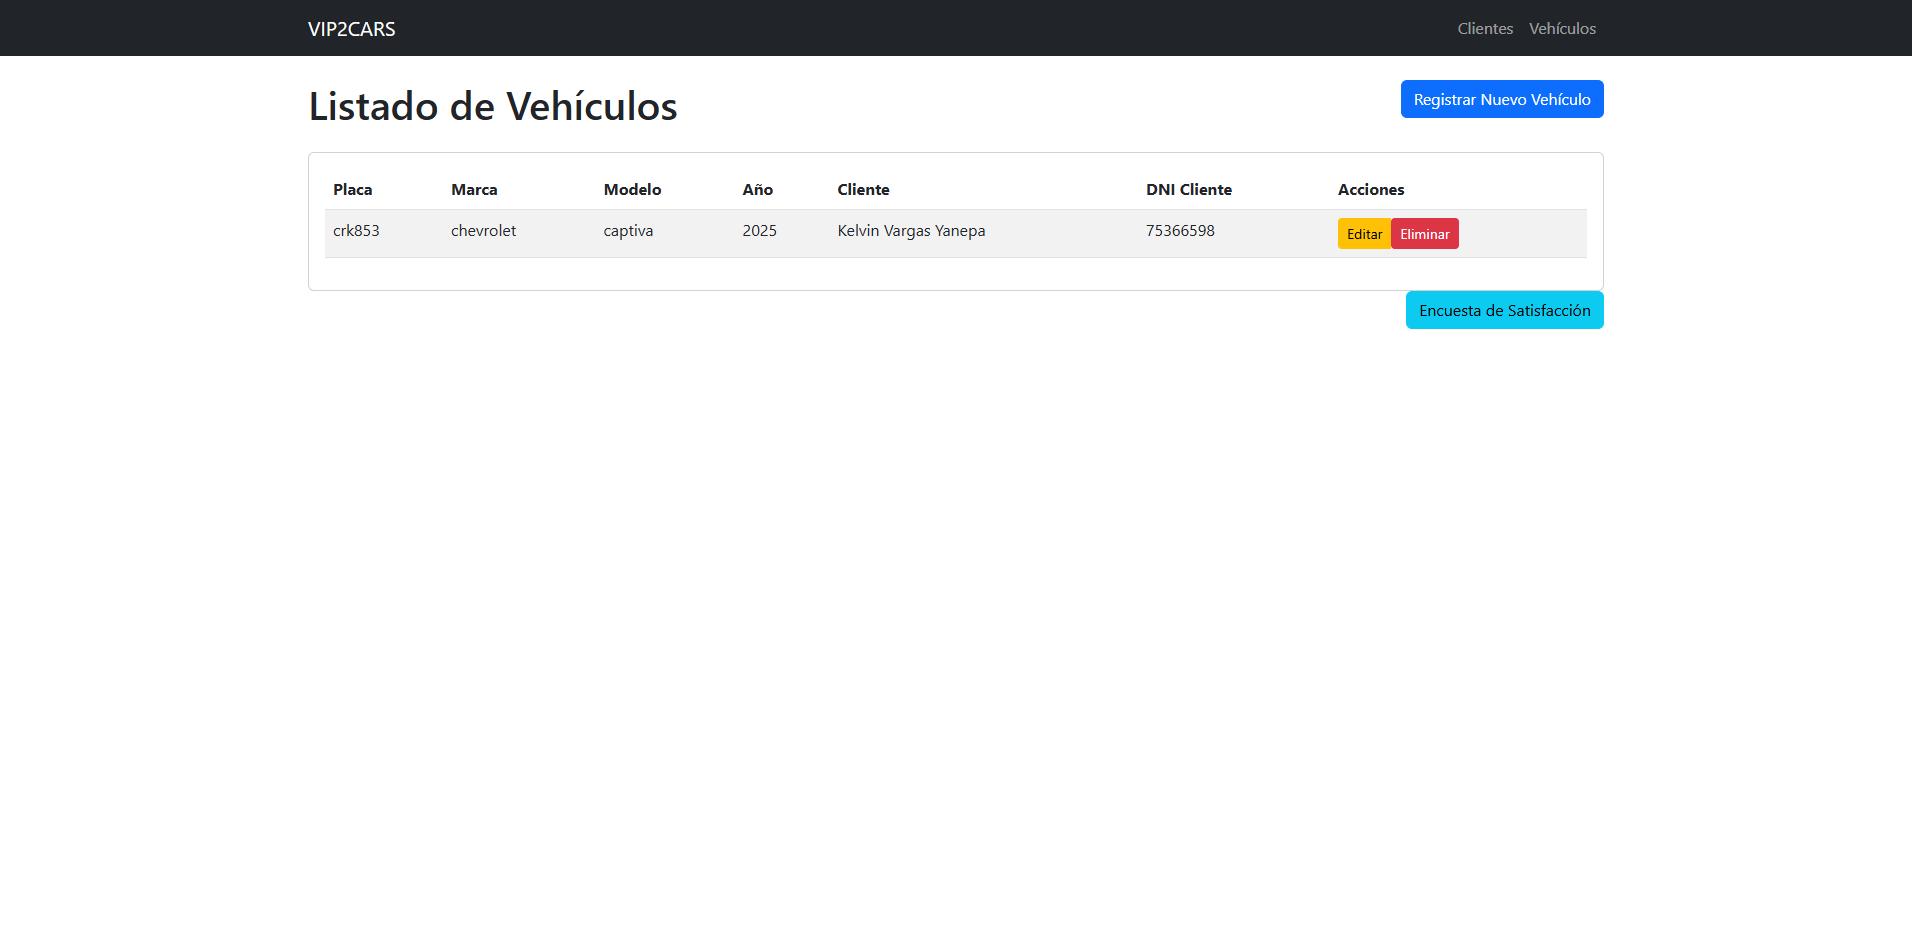 VIP2CARS Clientes Vehículos
Listado de Vehículos Registrar Nuevo Vehículo
Placa Marca Modelo Año Cliente DNI Cliente Acciones
crk853 chevrolet captiva 2025 Kelvin Vargas Yanepa 75366598 Editar Eliminar
Encuesta de Satisfacción